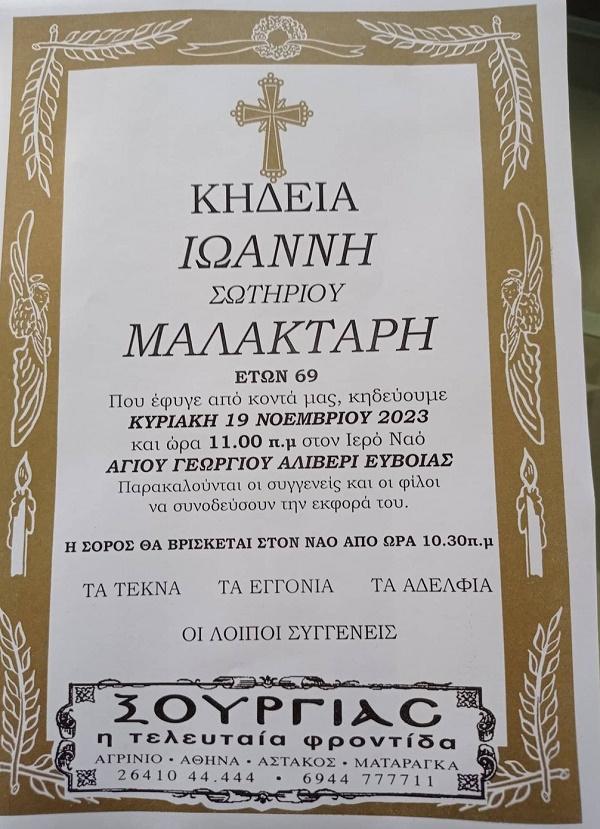 ΚΗΔΕΙΑ
ΙΩΑΝΝΗ
ΣΩΤΗΡΙΟΥ
ΜΑΛΑΚΤΑΡΗ
ΕΤΩΝ 69
Που έφυγε από κοντά μας, κηδεύουμε
ΚΥΡΙΑΚΗ 19 ΝΟΕΜΒΡΙΟΥ 2023
και ώρα 11.00 π.μ στον Ιερό Ναό
ΑΓΙΟΥ ΓΕΩΡΓΙΟΥ ΑΛΙΒΕΡΙ ΕΥΒΟΙΑΣ
Παρακαλούνται οι συγγενείς και οι φίλοι
να συνοδεύσουν την εκφορά του.
Η ΣΟΡΟΣ ΘΑ ΒΡΙΣΚΕΤΑΙ ΣΤΟΝ ΝΑΟ ΑΠΟ ΩΡΑ 10.30π.μ
ΤΑ ΤΕΚΝΑ ΤΑ ΕΓΓΟΝΙΑ ΤΑ ΑΔΕΛΦΙΑ
ΟΙ ΛΟΙΠΟΙ ΣΥΓΓΕΝΕΙΣ
ΣΟΥΡΓΙΑΣ
η τελευταία φροντίδα
ΑΓΡΙΝΙΟ • ΑΘΗΝΑ • ΑΣΤΑΚΟΣ • ΜΑΤΑΡΑΓΚΑ
26410 44.444 • 6944 777711